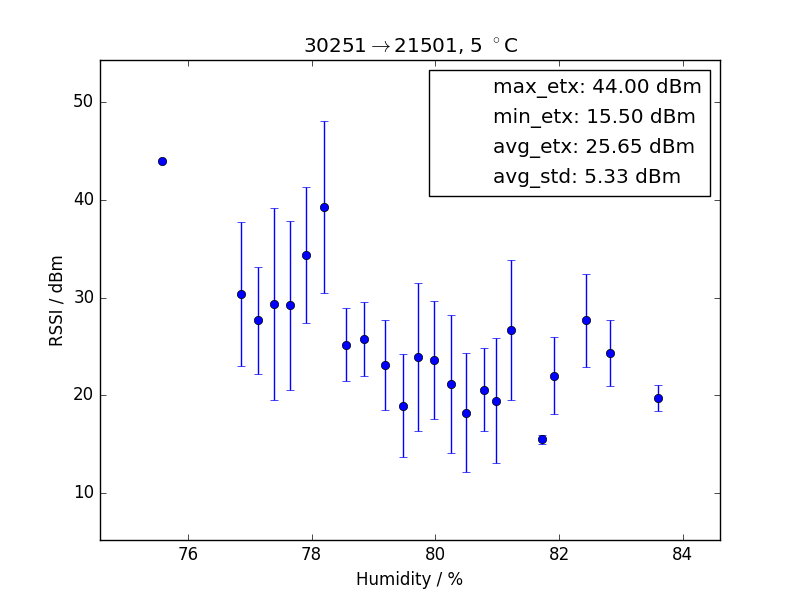 30251→21501, 5 °C
max_etx: 44.00 dBm
min_etx: 15.50 dBm
avg_etx: 25.65 dBm
avg_std: 5.33 dBm
RSSI / dBm
50
40
30
20
10
76 78 80 82 84
Humidity / %